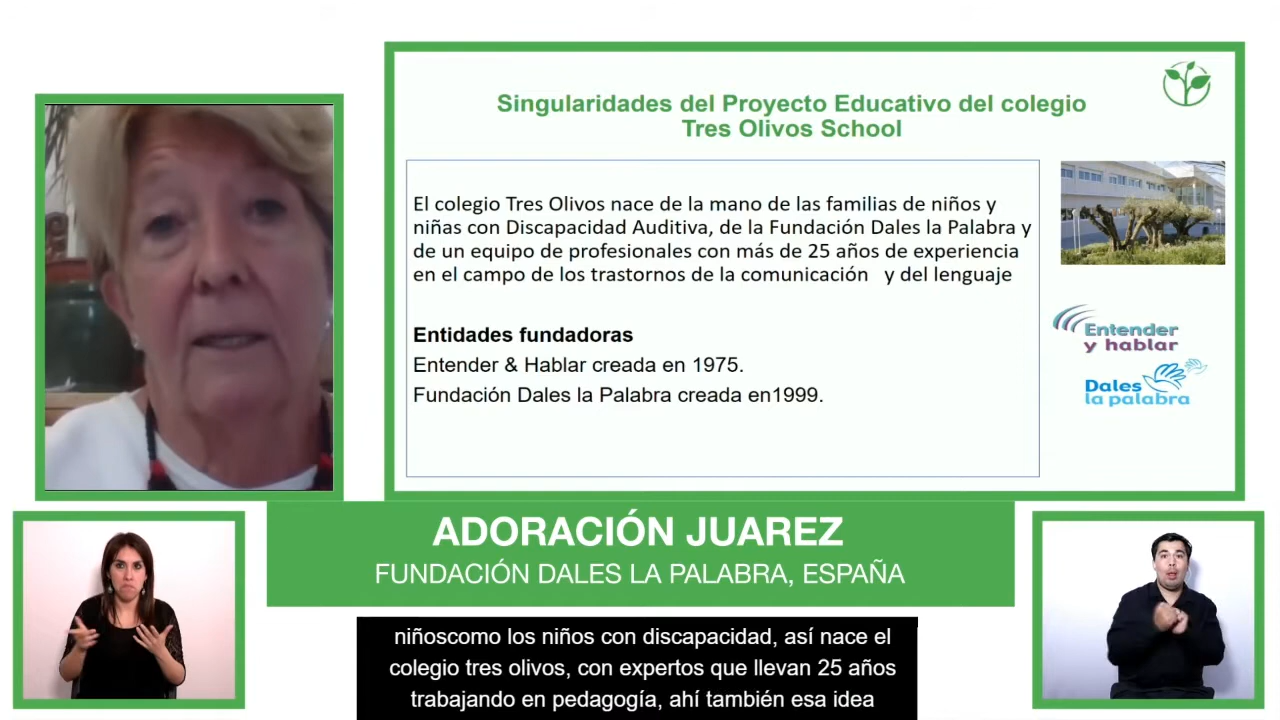 Singularidades del Proyecto Educativo del colegio
Tres Olivos School
El colegio Tres Olivos nace de la mano de las familias de niños y
niñas con Discapacidad Auditiva, de la Fundación Dales la Palabra y
de un equipo de profesionales con más de 25 años de experiencia
en el campo de los trastornos de la comunicación y del lenguaje
Entidades fundadoras
Entender & Hablar creada en 1975.
Fundación Dales la Palabra creada en1999.
Entender
y hablar
Dales
la palabra
ADORACIÓN JUAREZ
FUNDACIÓN DALES LA PALABRA, ESPAÑA
niñoscomo los niños con discapacidad, así nace el
colegio tres olivos, con expertos que llevan 25 años
trabajando en pedagogía, ahí también esa idea